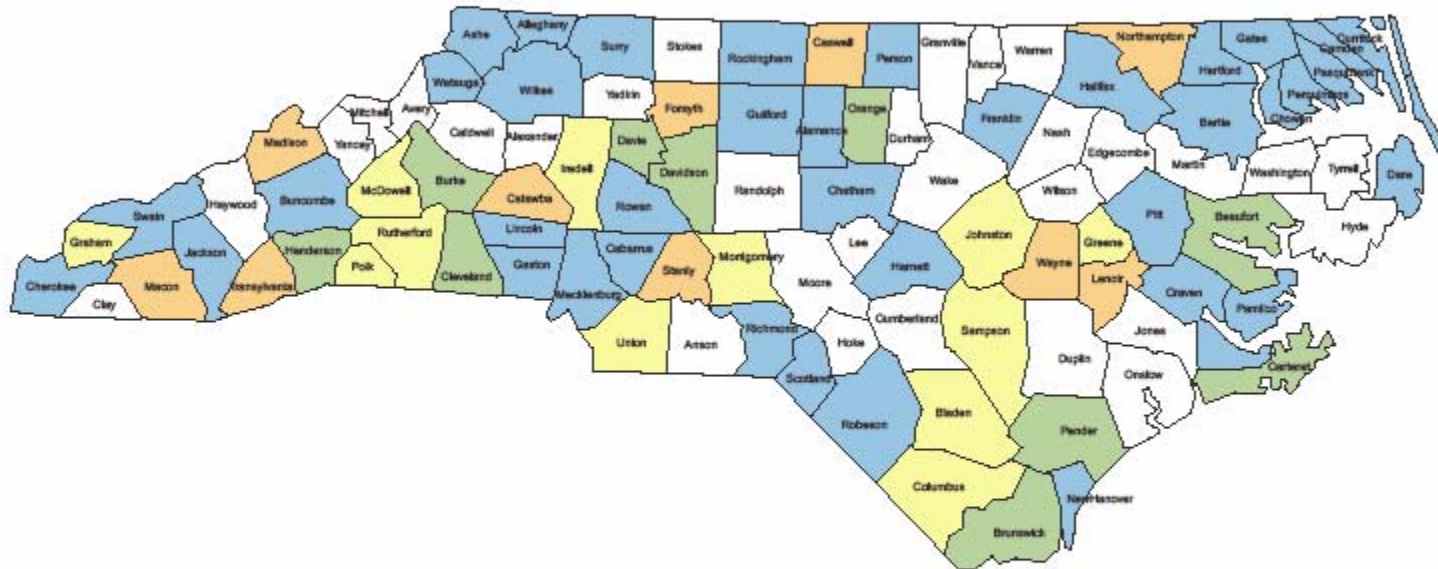 Ashe
Alleghany
Surry
Stokes
Rockingham
Caswell
Person
Granville
Vance
Warren
Northampton
Gates
Currituck
Camden
Pasquotank
Perquimans
Chowan
Hertford
Halifax
Bertie
Watauga
Wilkes
Yadkin
Forsyth
Guilford
Alamance
Orange
Durham
Franklin
Nash
Edgecombe
Martin
Washington
Tyrrell
Dare
Mitchell
Avery
Yancey
Caldwell
Alexander
Iredell
Davie
Davidson
Randolph
Chatham
Wake
Wilson
Madison
Haywood
Buncombe
McDowell
Burke
Catawba
Rowan
Lincoln
Swain
Graham
Jackson
Henderson
Rutherford
Polk
Cleveland
Gaston
Cabarrus
Stanly
Montgomery
Moore
Lee
Harnett
Johnston
Wayne
Greene
Pitt
Beaufort
Hyde
Cherokee
Clay
Macon
Transylvania
Mecklenburg
Union
Anson
Richmond
Hoke
Cumberland
Sampson
Lenoir
Craven
Pamlico
Jones
Duplin
Onslow
Carteret
Scotland
Robeson
Bladen
Pender
Columbus
Brunswick
New Hanover